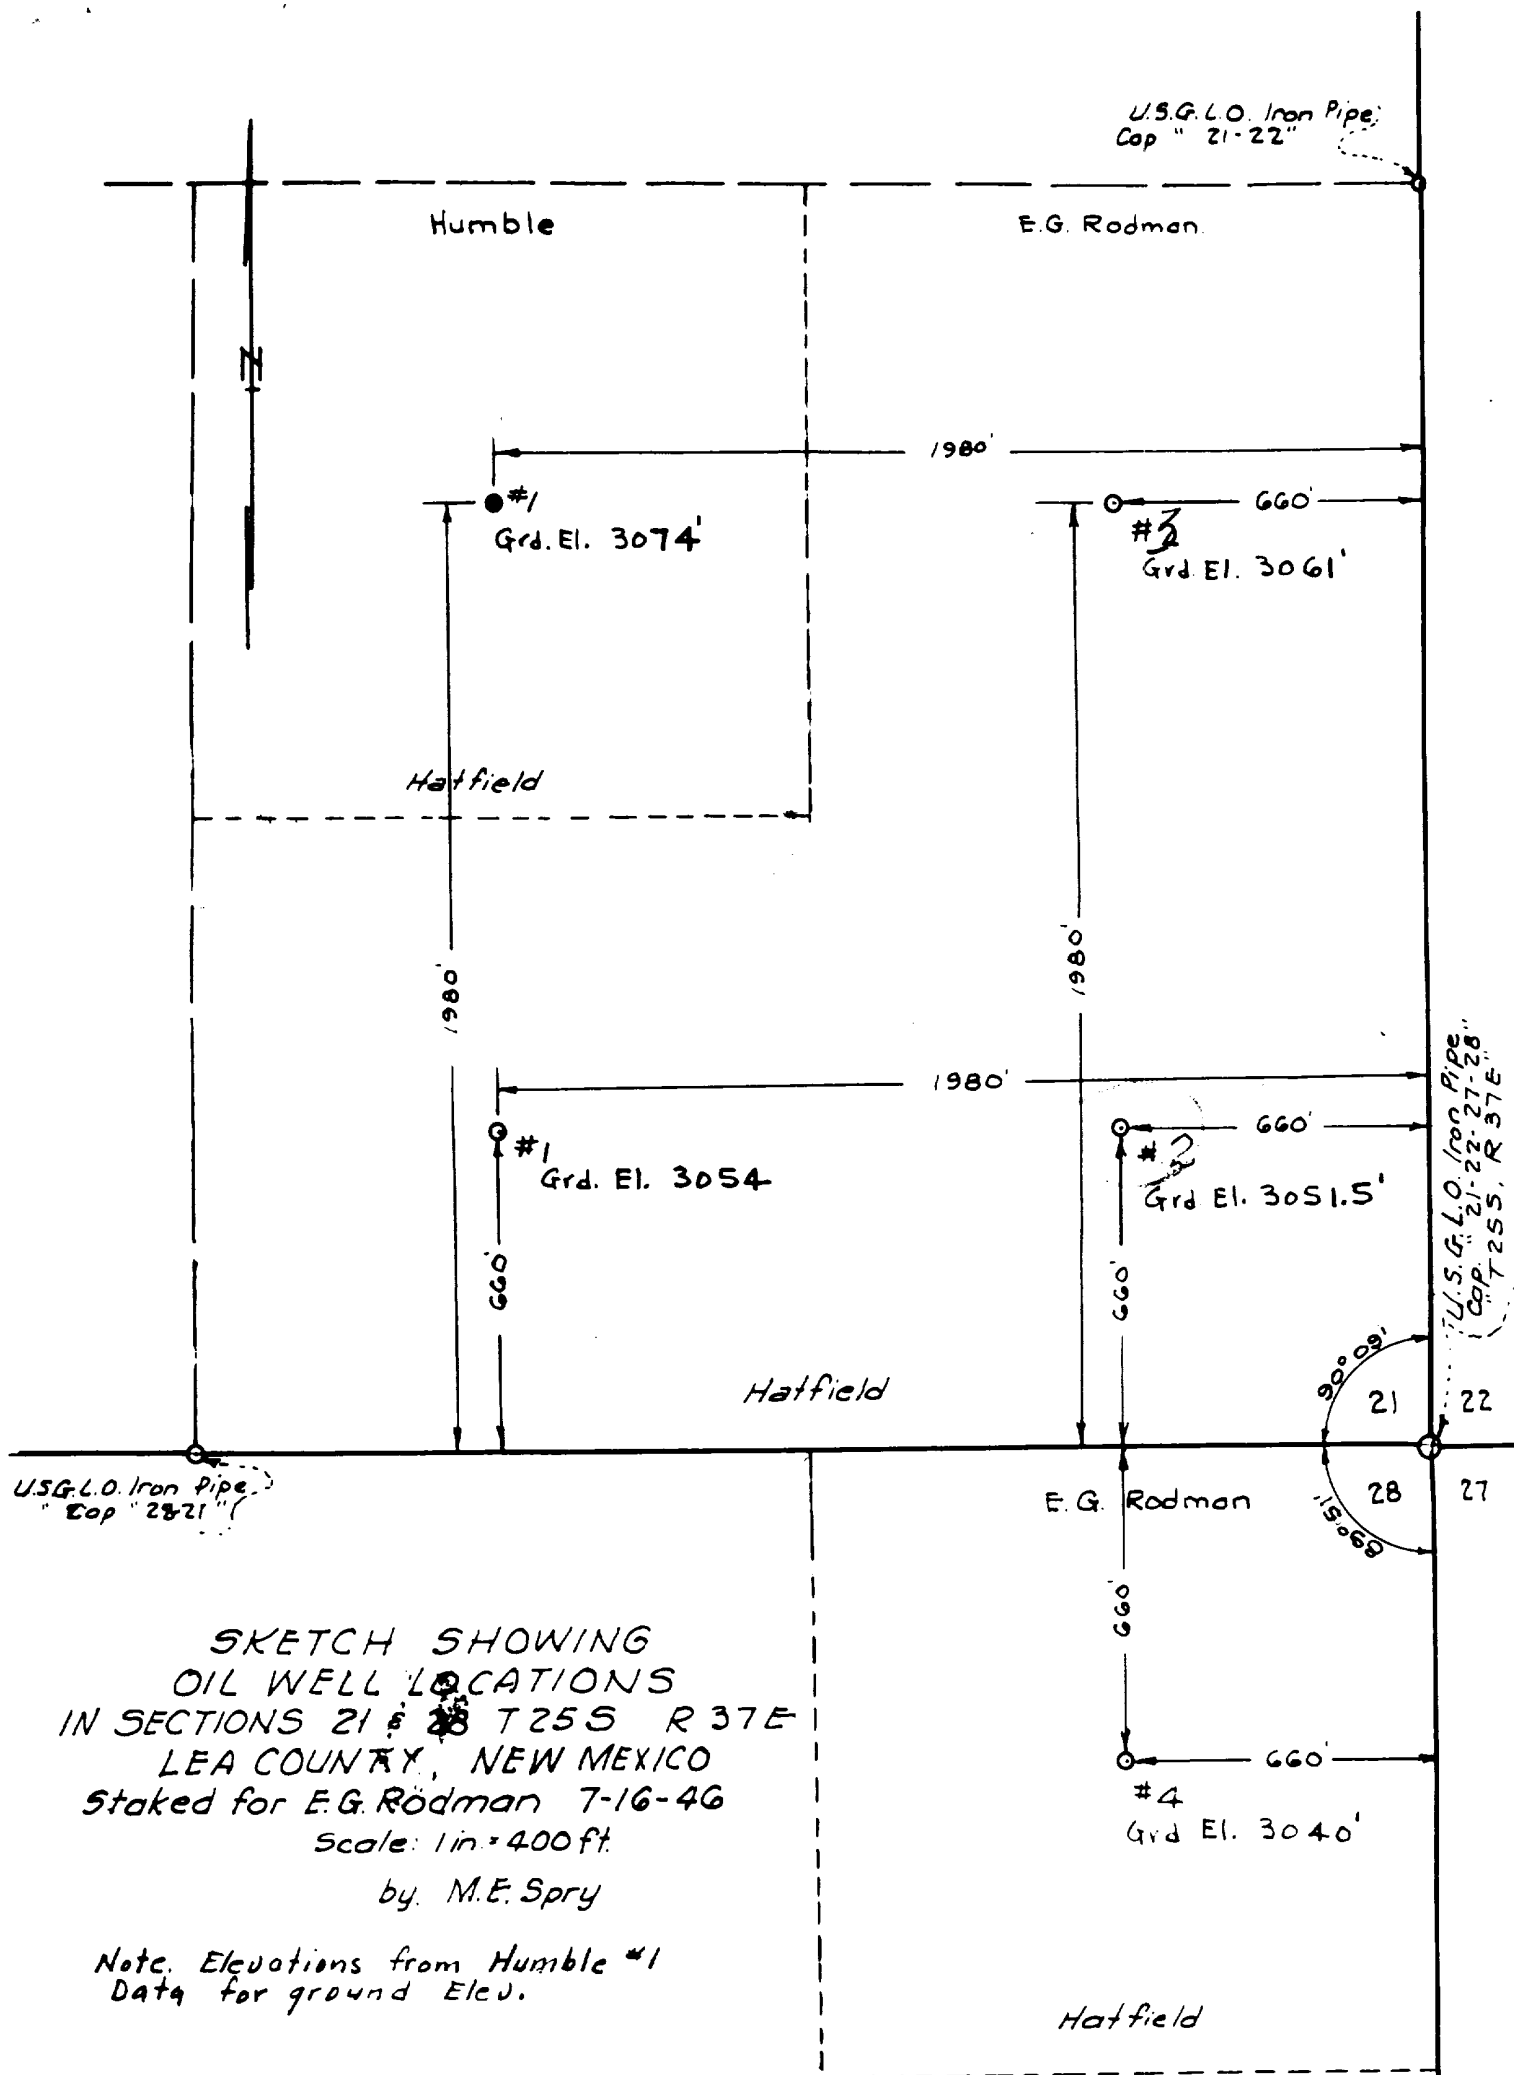 U.S.G.L.O. Iron Pipe
Cap " 21-22"
Humble
E.G. Rodman
N
1980'
#1
Grd. El. 3074'
660'
#3
Grd. El. 3061'
Hatfield
1980'
1980'
1980'
#1
Grd. El. 3054
660'
#2
Grd El. 3051.5'
660'
660'
U.S.G.L.O. Iron Pipe
Cap. "21-22-27-28"
"T25S, R37E"
Hatfield
90° 09'
21
22
U.S.G.L.O. Iron Pipe
Cap "28-21"
E.G. Rodman
89° 51'
28
27
660'
SKETCH SHOWING
OIL WELL LOCATIONS
IN SECTIONS 21 & 28 T25S R37E
LEA COUNTY, NEW MEXICO
Staked for E.G. Rodman 7-16-46
Scale: 1 in = 400 ft.
by. M.E. Spry
660'
#4
Grd El. 3040'
Note. Elevations from Humble #1
Data for ground Elev.
Hatfield